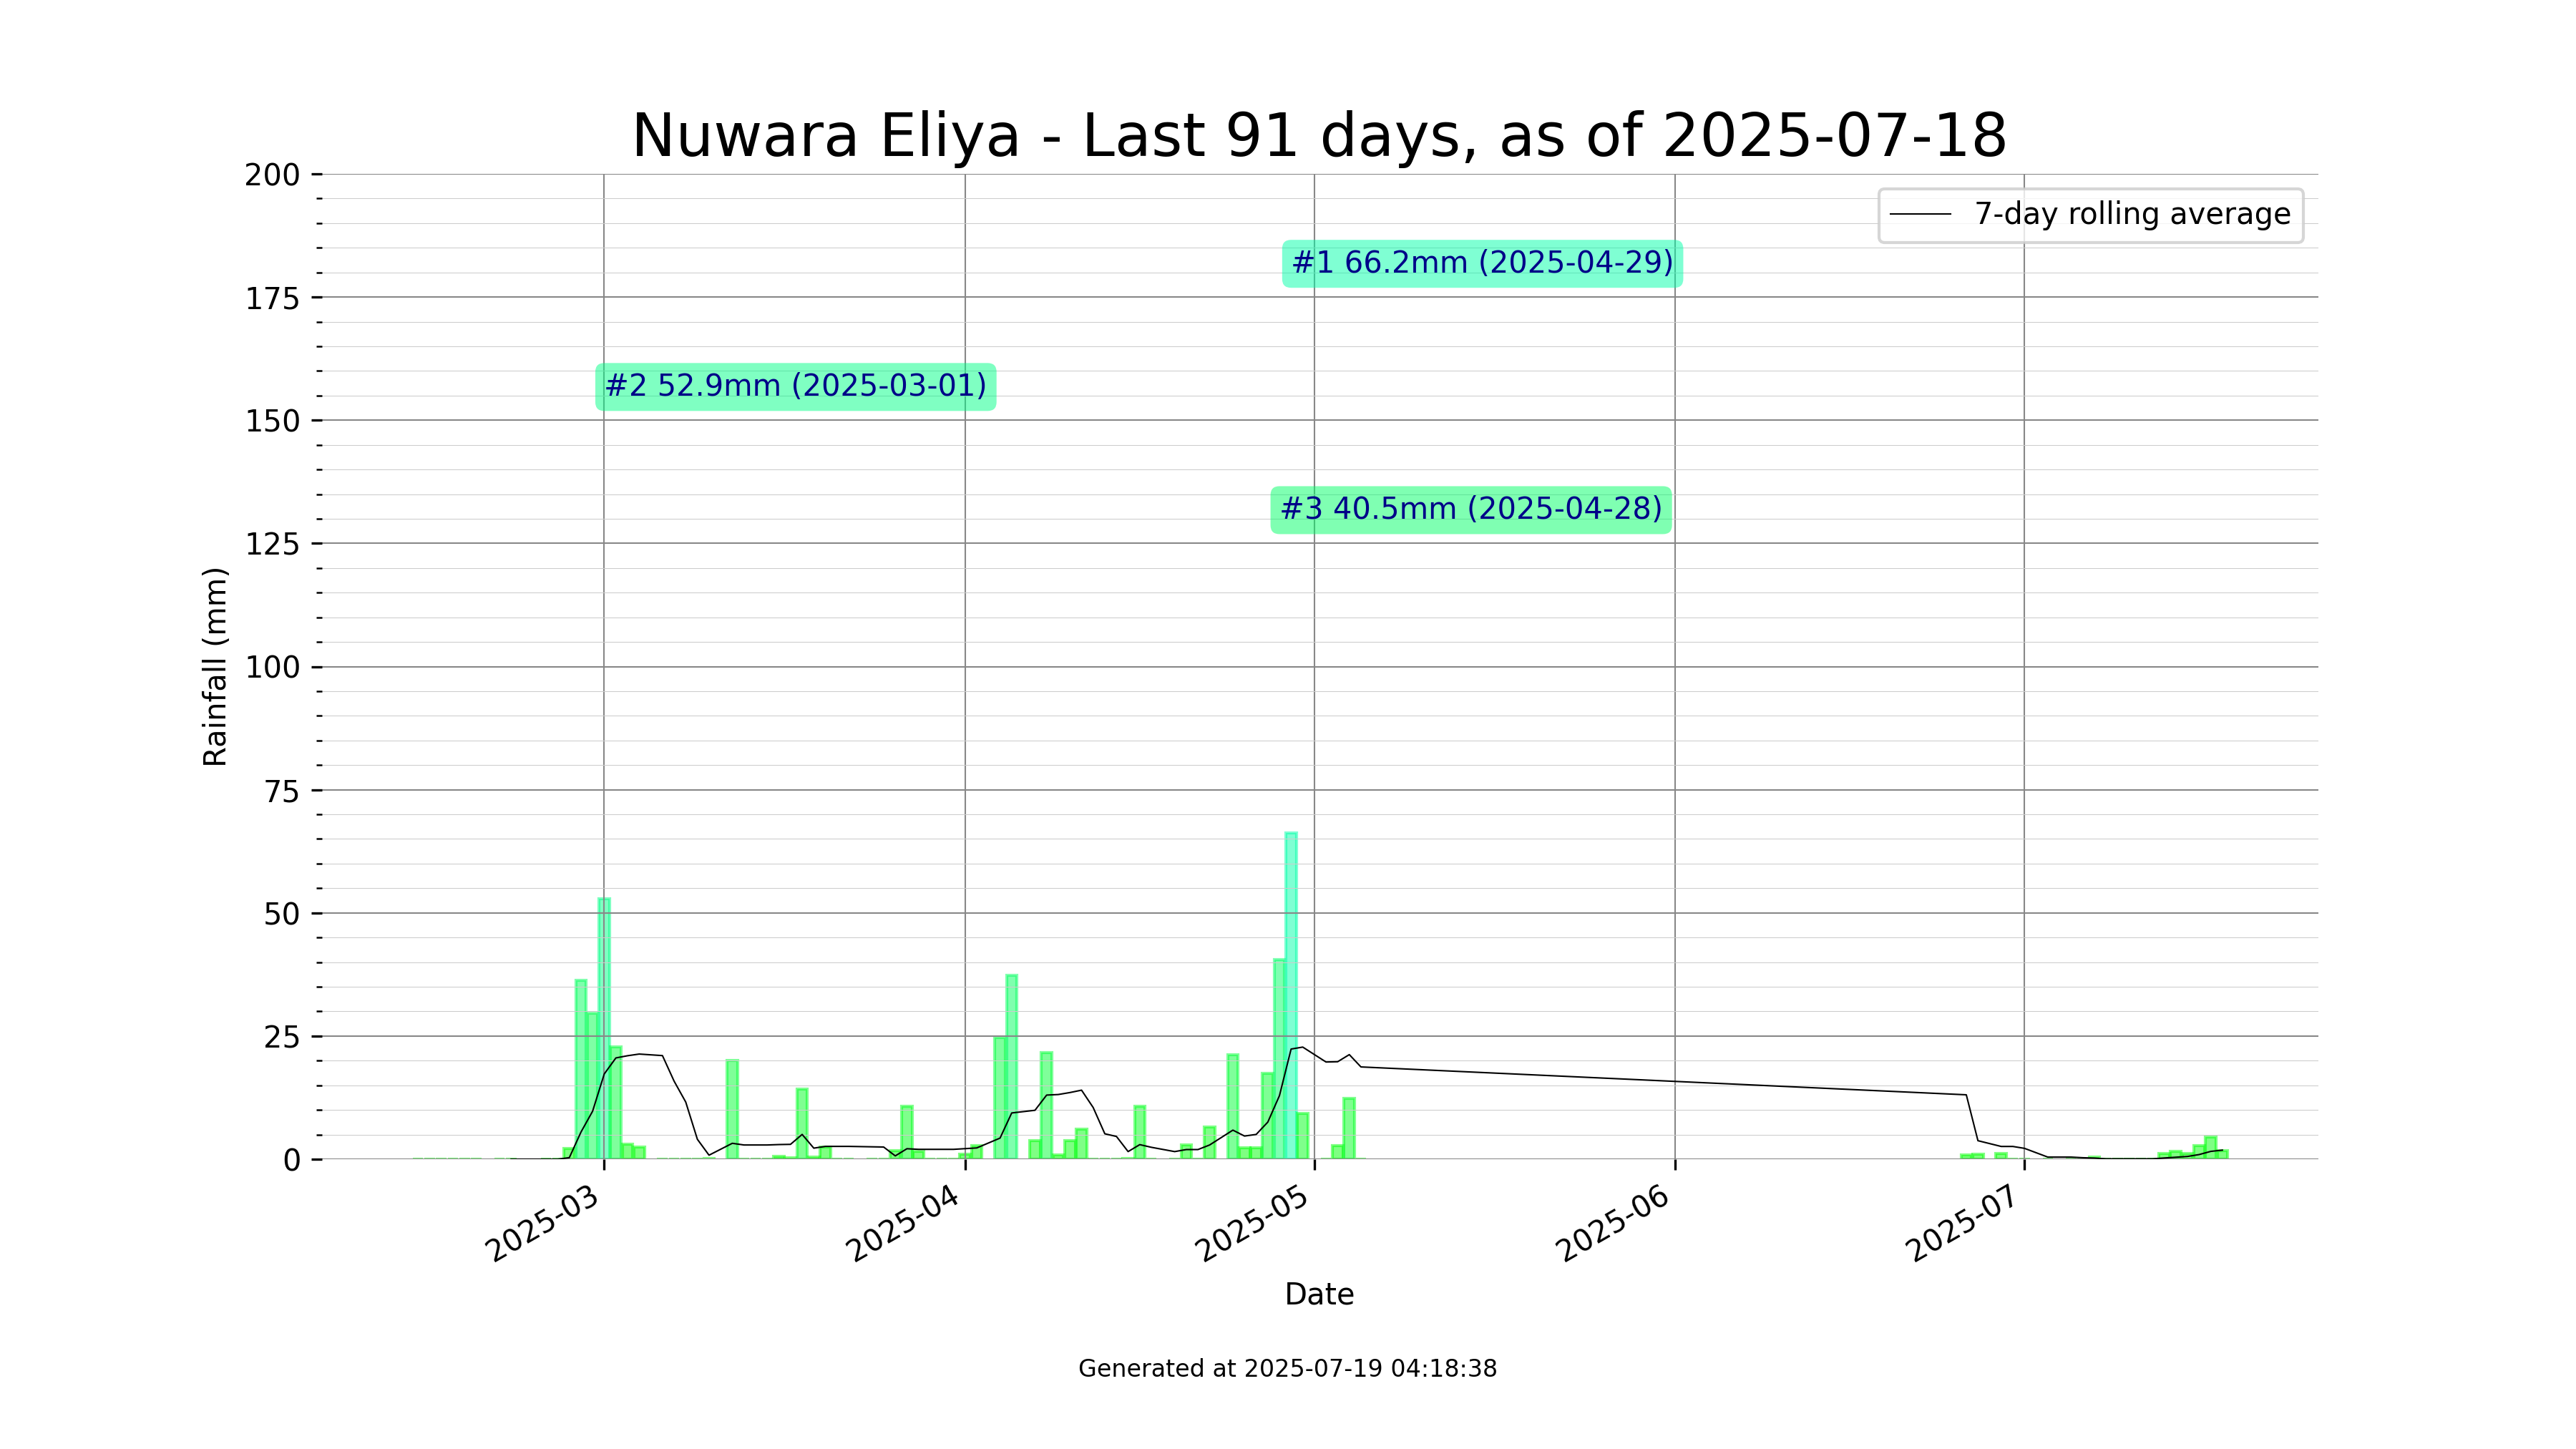 Nuwara Eliya - Last 91 days, as of 2025-07-18
7-day rolling average
#1 66.2mm (2025-04-29)
#2 52.9mm (2025-03-01)
#3 40.5mm (2025-04-28)
Rainfall (mm)
200
175
150
125
100
75
50
25
0
2025-03
2025-04
2025-05
2025-06
2025-07
Date
Generated at 2025-07-19 04:18:38